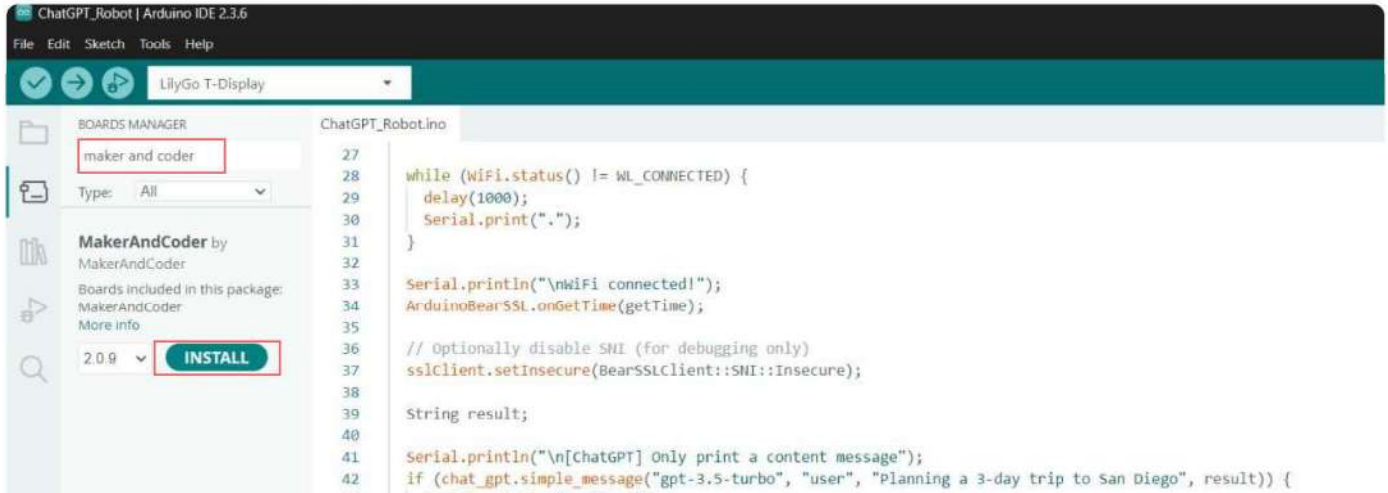 ChatGPT_Robot | Arduino IDE 2.3.6
File Edit Sketch Tools Help
LilyGo T-Display
BOARDS MANAGER
maker and coder
Type: All
MakerAndCoder by
MakerAndCoder
Boards included in this package:
MakerAndCoder
More info
2.0.9 INSTALL
ChatGPT_Robot.ino
27
28 while (WiFi.status() != WL_CONNECTED) {
29 delay(1000);
30 Serial.print(".");
31 }
32
33 Serial.println("\nWiFi connected!");
34 ArduinoBearSSL.onGetTime(getTime);
35
36 // Optionally disable SNI (for debugging only)
37 sslClient.setInsecure(BearSSLClient::SNI::Insecure);
38
39 String result;
40
41 Serial.println("\n[ChatGPT] Only print a content message");
42 if (chat_gpt.simple_message("gpt-3.5-turbo", "user", "Planning a 3-day trip to San Diego", result)) {